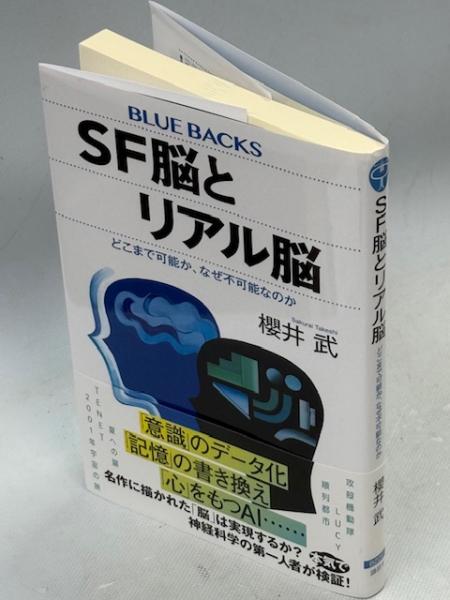 BLUE BACKS
SF脳と
リアル脳
どこまで可能か、なぜ不可能なのか
Sakurai Takeshi
櫻井 武
攻殻機動隊
LUCY
順列都市
夏への扉
TENET
2001年宇宙の旅
「意識」のデータ化
「記憶」の書き換え
「心」をもつAI……
名作に描かれた「脳」は実現するか?
神経科学の第一人者が本気で検証!
SF脳とリアル脳
どこまで可能か、なぜ不可能なのか
櫻井 武